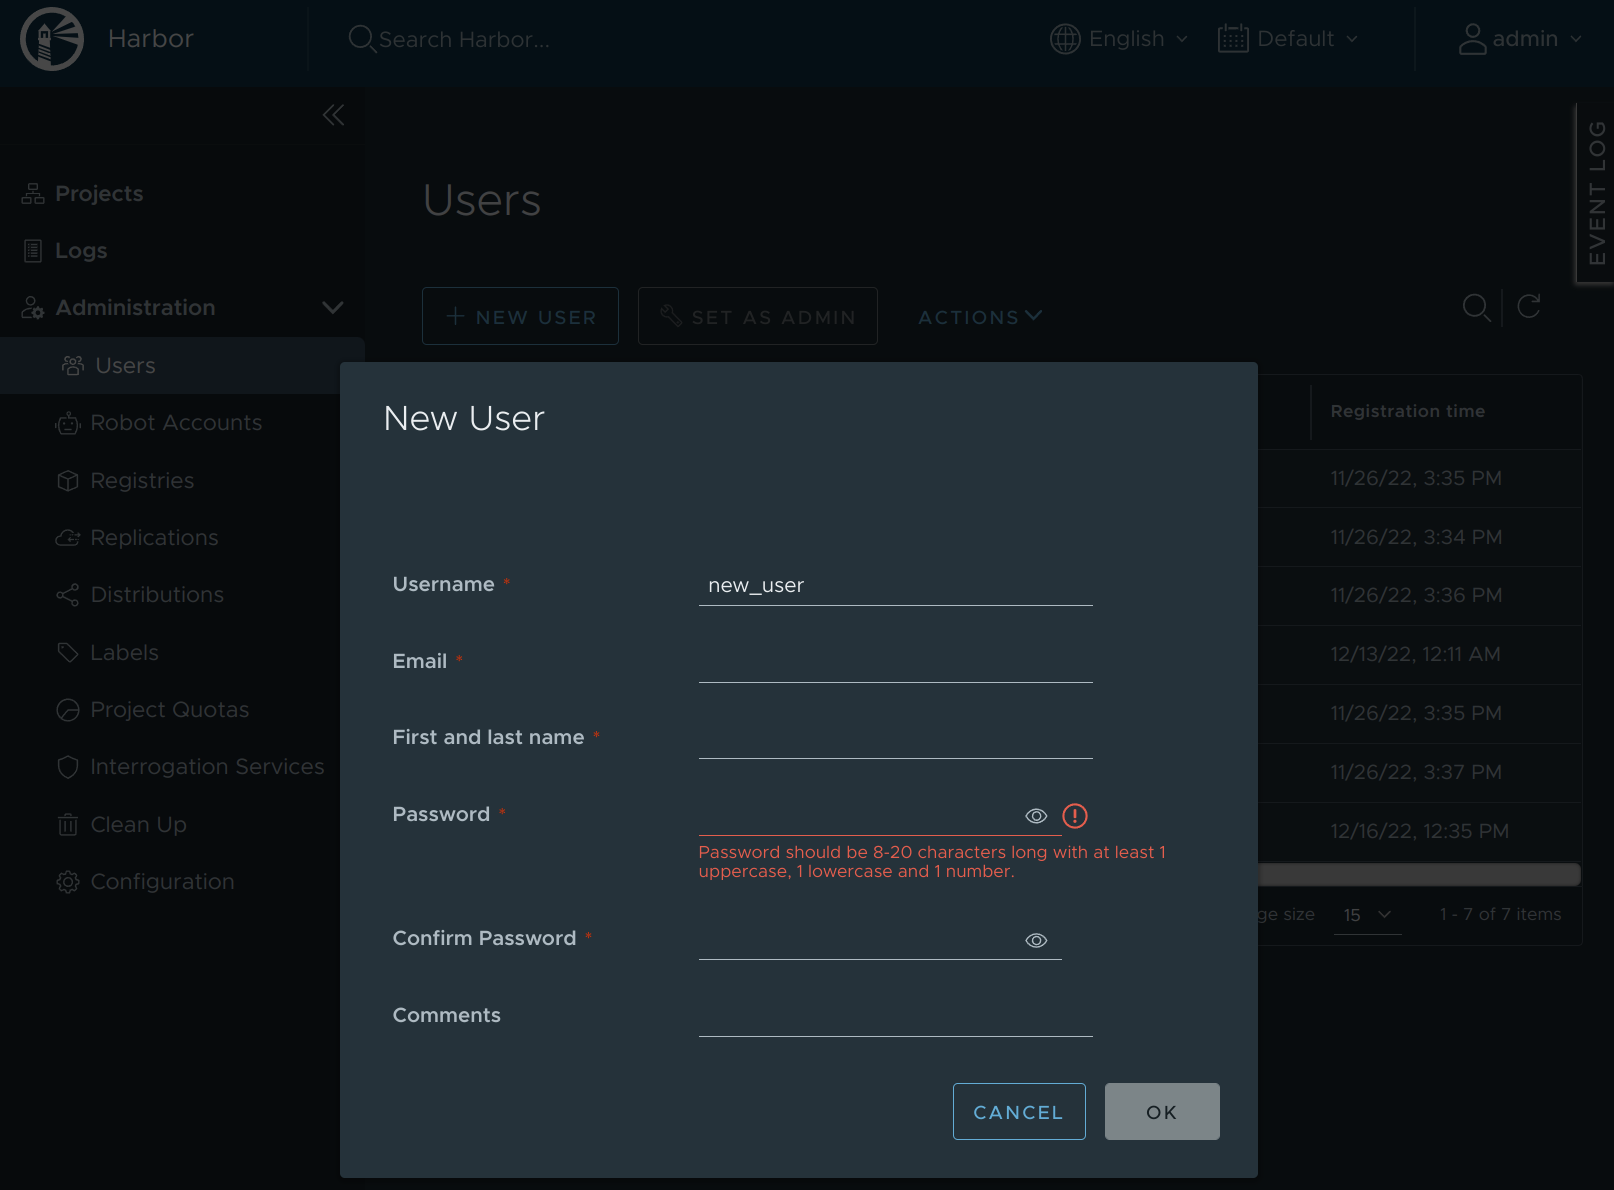 Harbor
Search Harbor...
English
Default
admin
EVENT LOG
Projects
Logs
Administration
Users
Robot Accounts
Registries
Replications
Distributions
Labels
Project Quotas
Interrogation Services
Clean Up
Configuration
Users
NEW USER
SET AS ADMIN
ACTIONS
Registration time
11/26/22, 3:35 PM
11/26/22, 3:34 PM
11/26/22, 3:36 PM
12/13/22, 12:11 AM
11/26/22, 3:35 PM
11/26/22, 3:37 PM
12/16/22, 12:35 PM
ge size 15 1 - 7 of 7 items
New User
Username * new_user
Email *
First and last name *
Password *
Password should be 8-20 characters long with at least 1
uppercase, 1 lowercase and 1 number.
Confirm Password *
Comments
CANCEL OK